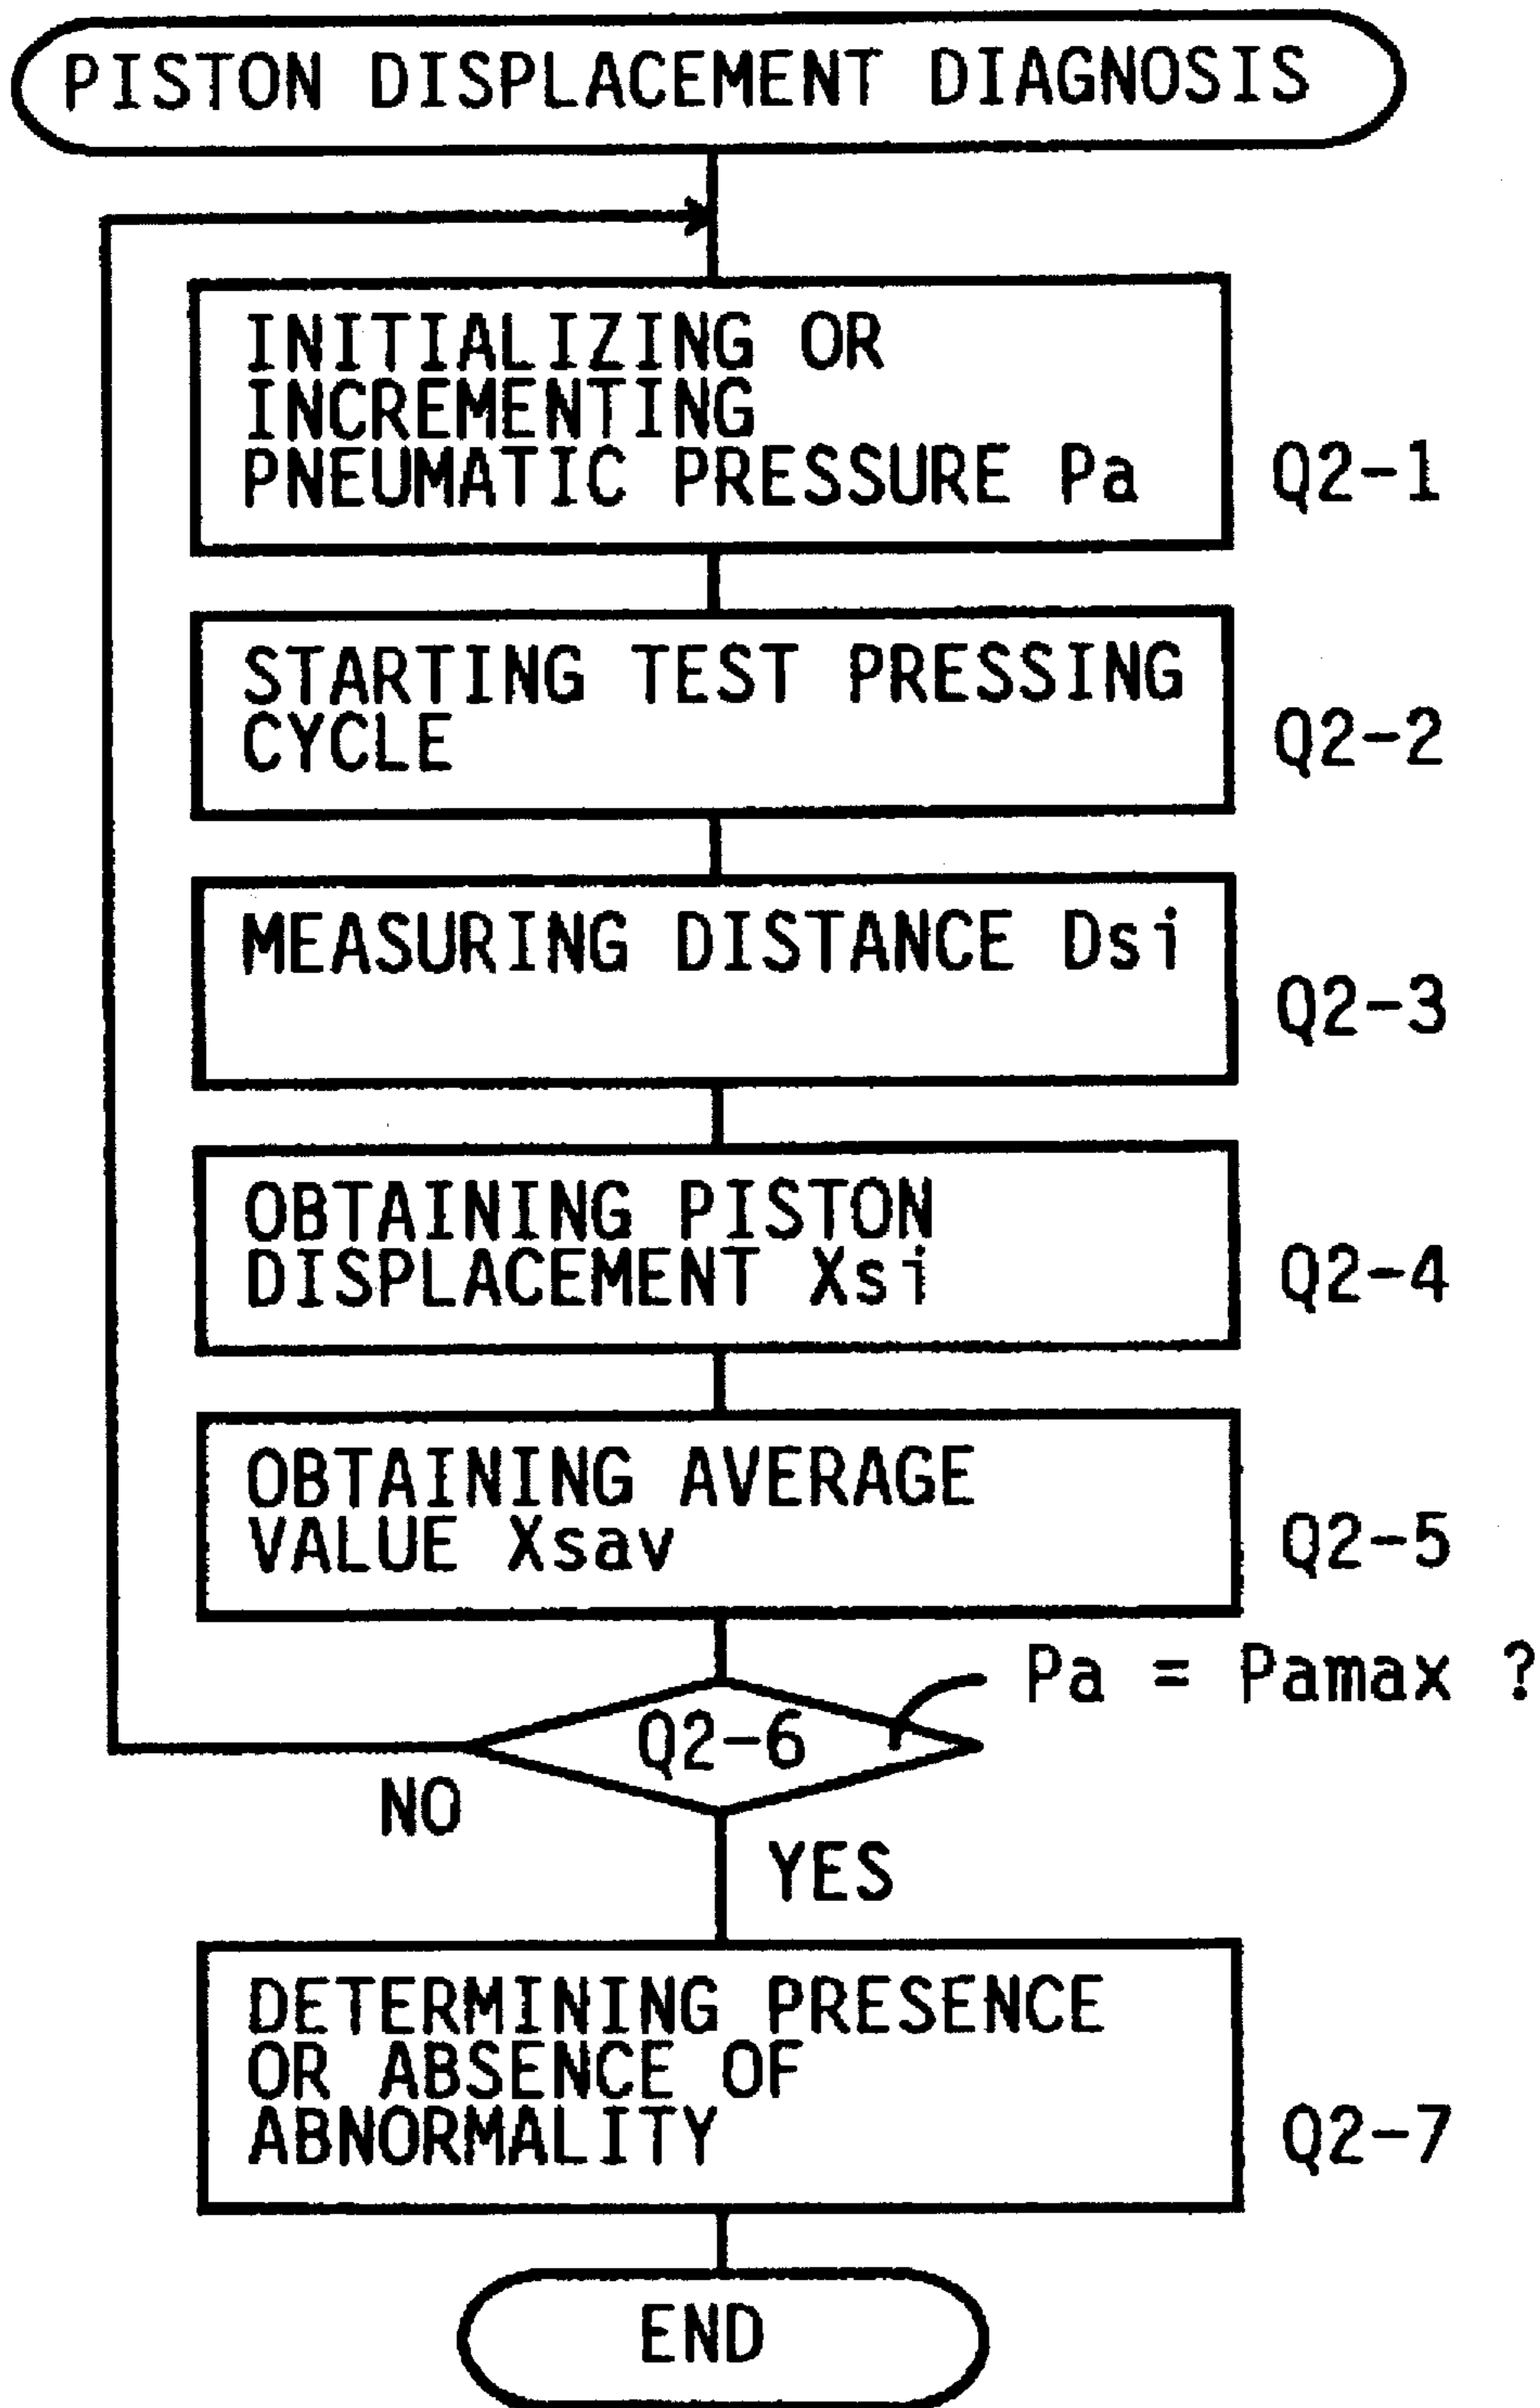 PISTON DISPLACEMENT DIAGNOSIS
INITIALIZING OR
INCREMENTING
PNEUMATIC PRESSURE Pa
Q2-1
STARTING TEST PRESSING
CYCLE
Q2-2
MEASURING DISTANCE Dsi
Q2-3
OBTAINING PISTON
DISPLACEMENT Xsi
Q2-4
OBTAINING AVERAGE
VALUE Xsav
Q2-5
Pa = Pamax ?
Q2-6
NO
YES
DETERMINING PRESENCE
OR ABSENCE OF
ABNORMALITY
Q2-7
END